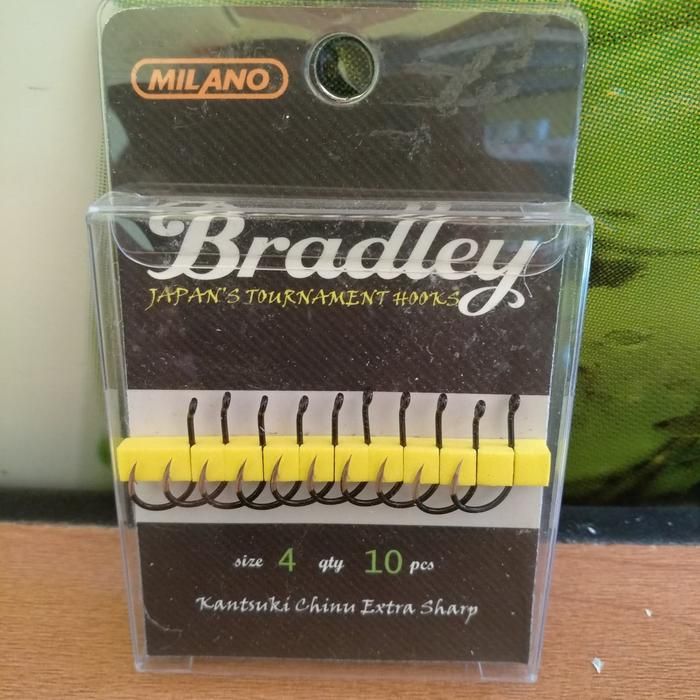 MILANO
Bradley
JAPAN'S TOURNAMENT HOOKS
size 4 qty 10 pcs
Kantsuki Chinu Extra Sharp